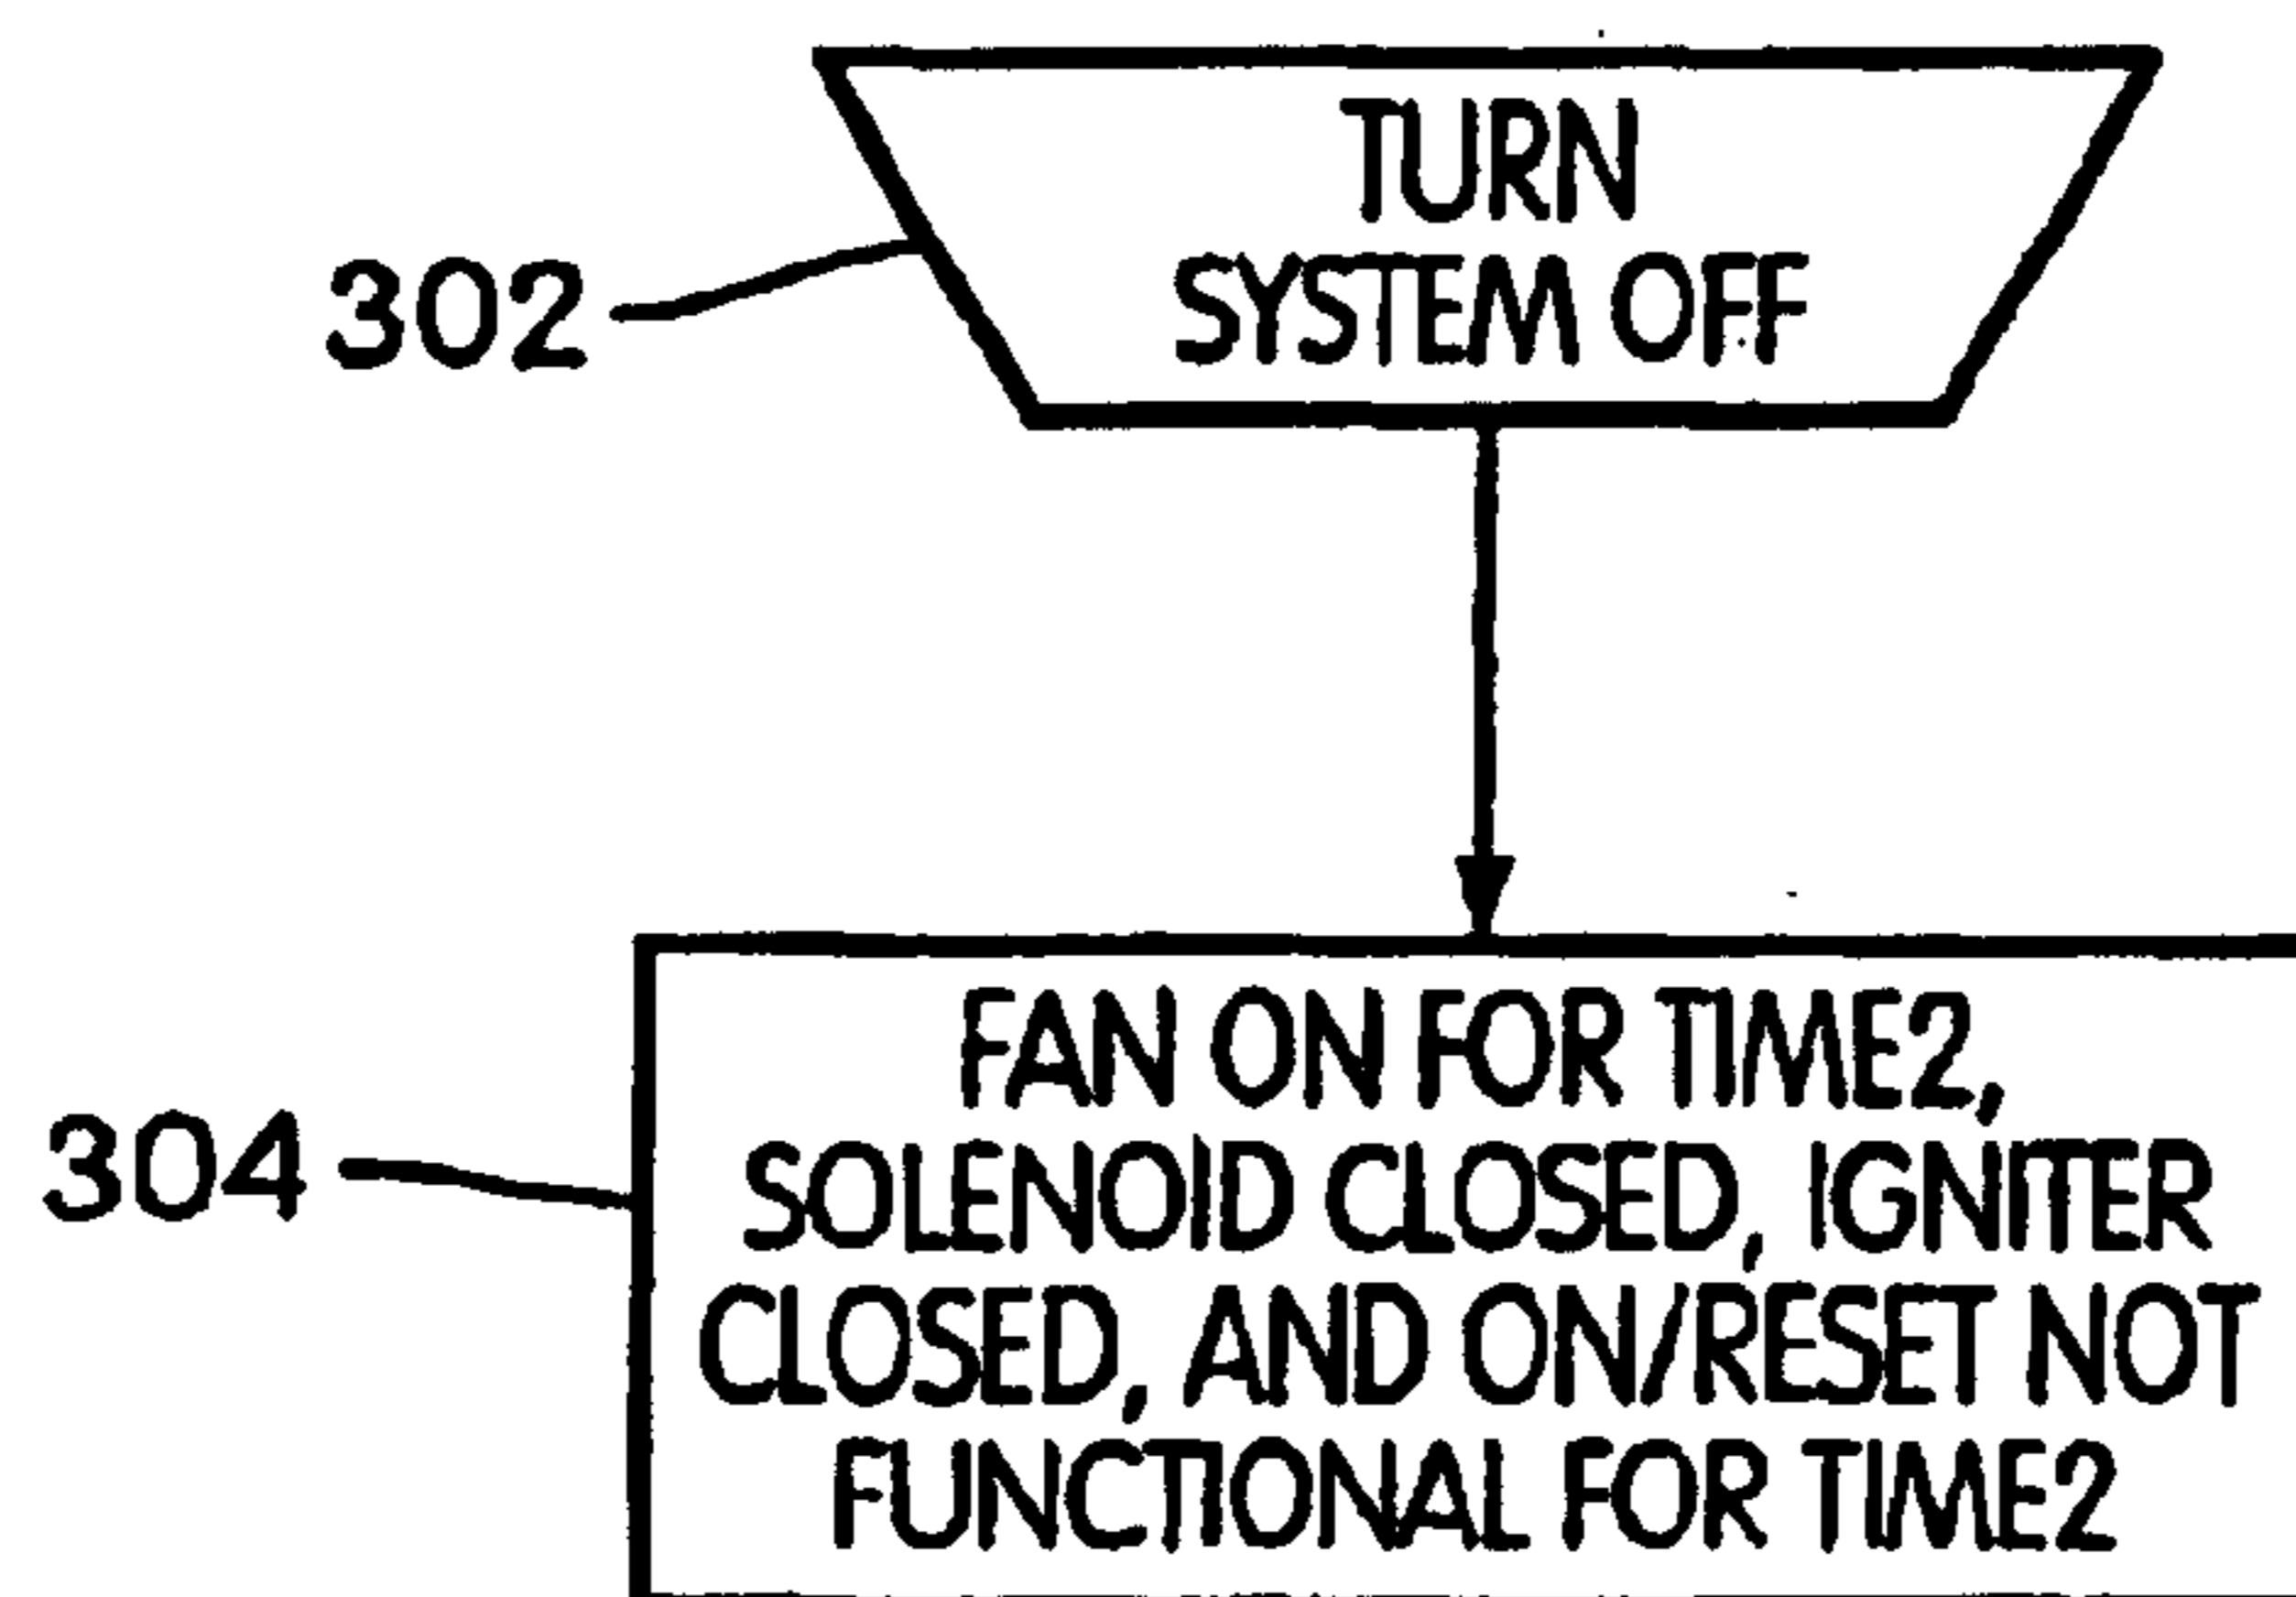 TURN
SYSTEM OFF
302
FAN ON FOR TIME2,
SOLENOID CLOSED, IGNITER
304
CLOSED, AND ON/RESET NOT
FUNCTIONAL FOR TIME2